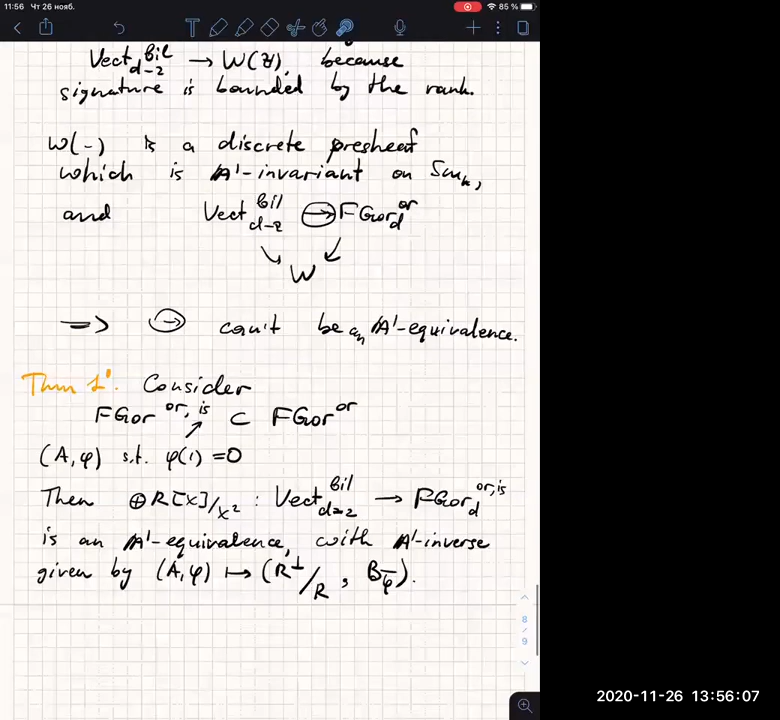 11:56 Чт 26 нояб.
85 %
Vect^{bil}_{d-2} → W(Z), because
signature is bounded by the rank.
W(-) is a discrete presheaf
which is A¹-invariant on Sm_k,
and Vect^{bil}_{d-2} → FGor^{or}_d
↘ ↙
W
⇒ → can't be an A¹-equivalence.
Thm 1'. Consider
FGor^{or, is} ⊂ FGor^{or}
(A, φ) s.t. φ(1) = 0
Then ⊕ R[x]/x² : Vect^{bil}_{d-2} → FGor^{or, is}_d
is an A¹-equivalence, with A¹-inverse
given by (A, φ) ↦ (R^⊥/R, B_φ̄).
8
/
9
2020-11-26 13:56:07